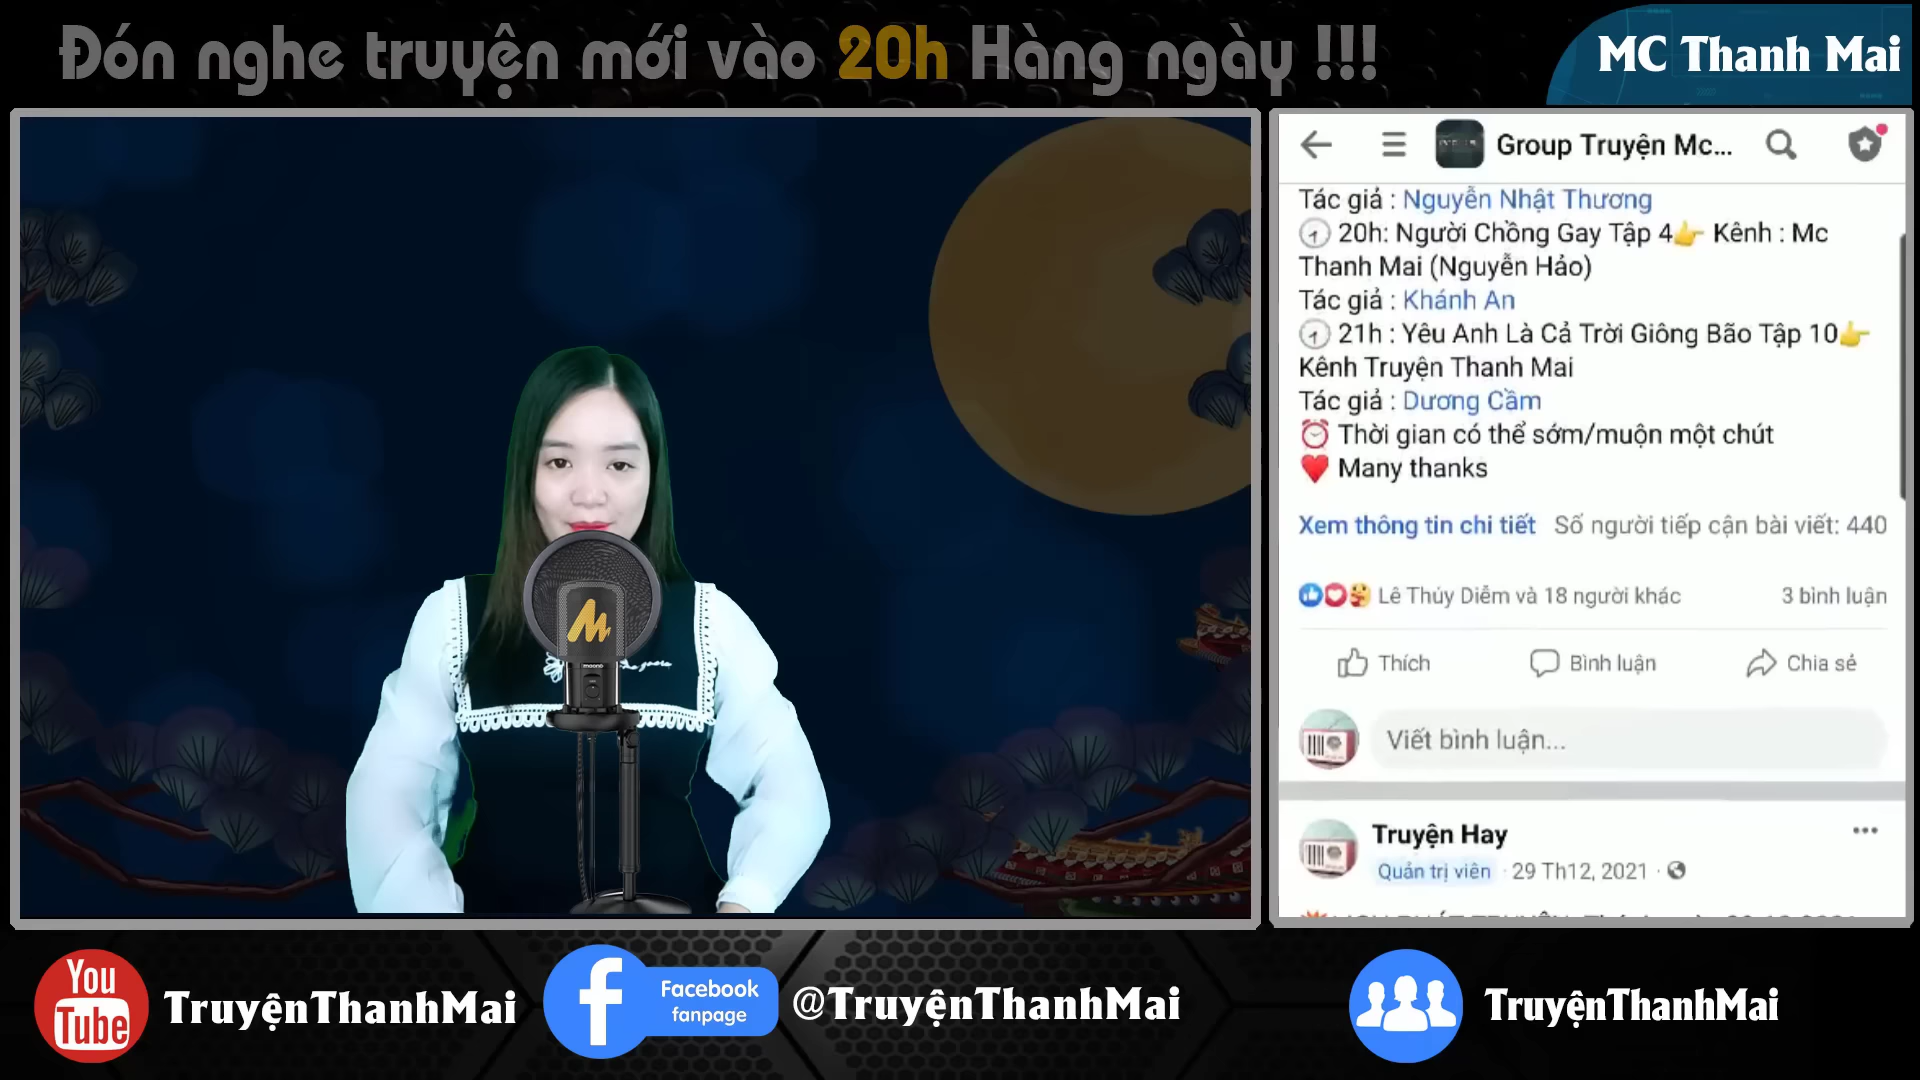 Đón nghe truyện mới vào 20h Hàng ngày !!!
MC Thanh Mai
Group Truyện Mc...
Tác giả : Nguyễn Nhật Thương
20h: Người Chồng Gay Tập 4👉 Kênh : Mc
Thanh Mai (Nguyễn Hảo)
Tác giả : Khánh An
21h : Yêu Anh Là Cả Trời Giông Bão Tập 10👉
Kênh Truyện Thanh Mai
Tác giả : Dương Cầm
⏰ Thời gian có thể sớm/muộn một chút
❤️ Many thanks
Xem thông tin chi tiết Số người tiếp cận bài viết: 440
Lê Thúy Diễm và 18 người khác 3 bình luận
Thích Bình luận Chia sẻ
Viết bình luận...
Truyện Hay
Quản trị viên · 29 Th12, 2021 ·
maono
You
Tube
TruyệnThanhMai
Facebook
fanpage
@TruyệnThanhMai
TruyệnThanhMai